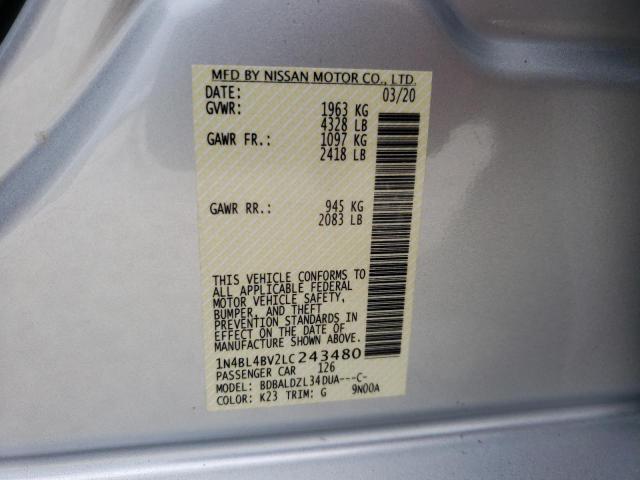 MFD BY NISSAN MOTOR CO., LTD.
DATE: 03/20
GVWR: 1963 KG
4328 LB
GAWR FR.: 1097 KG
2418 LB
GAWR RR.: 945 KG
2083 LB
THIS VEHICLE CONFORMS TO
ALL APPLICABLE FEDERAL
MOTOR VEHICLE SAFETY,
BUMPER, AND THEFT
PREVENTION STANDARDS IN
EFFECT ON THE DATE OF
MANUFACTURE SHOWN ABOVE.
1N4BL4BV2LC243480
PASSENGER CAR 126
MODEL: BDBALDZL34DUA---C-
COLOR: K23 TRIM: G 9N00A